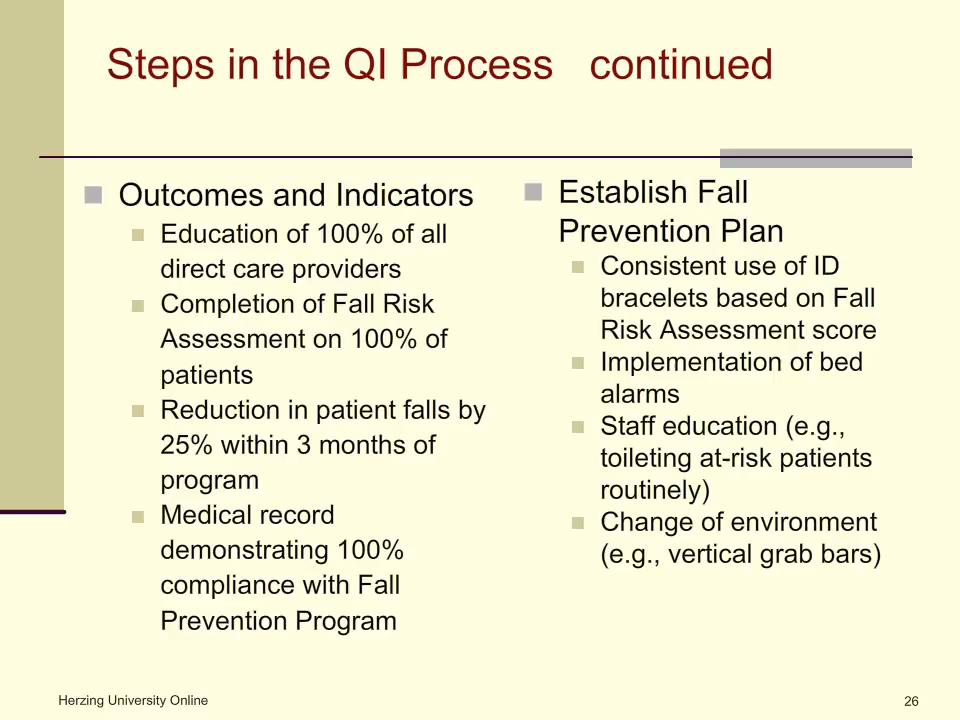 Steps in the QI Process continued
Outcomes and Indicators
Education of 100% of all
direct care providers
Completion of Fall Risk
Assessment on 100% of
patients
Reduction in patient falls by
25% within 3 months of
program
Medical record
demonstrating 100%
compliance with Fall
Prevention Program
Establish Fall
Prevention Plan
Consistent use of ID
bracelets based on Fall
Risk Assessment score
Implementation of bed
alarms
Staff education (e.g.,
toileting at-risk patients
routinely)
Change of environment
(e.g., vertical grab bars)
Herzing University Online
26